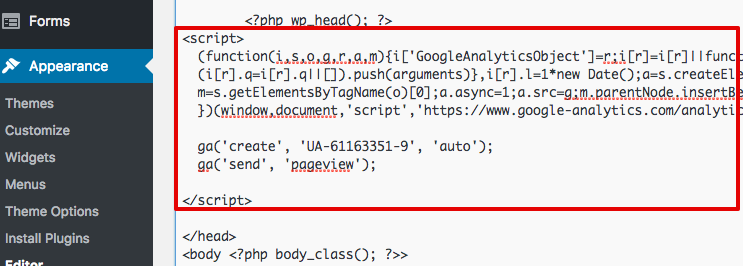 Forms
Appearance
Themes
Customize
Widgets
Menus
Theme Options
Install Plugins
Editor
<?php wp_head(); ?>
<script>
(function(i,s,o,g,r,a,m){i['GoogleAnalyticsObject']=r;i[r]=i[r]||func
(i[r].q=i[r].q||[]).push(arguments)},i[r].l=1*new Date();a=s.createEle
m=s.getElementsByTagName(o)[0];a.async=1;a.src=g;m.parentNode.insertBe
})(window,document,'script','https://www.google-analytics.com/analytic
ga('create', 'UA-61163351-9', 'auto');
ga('send', 'pageview');
</script>
</head>
<body <?php body_class(); ?>>